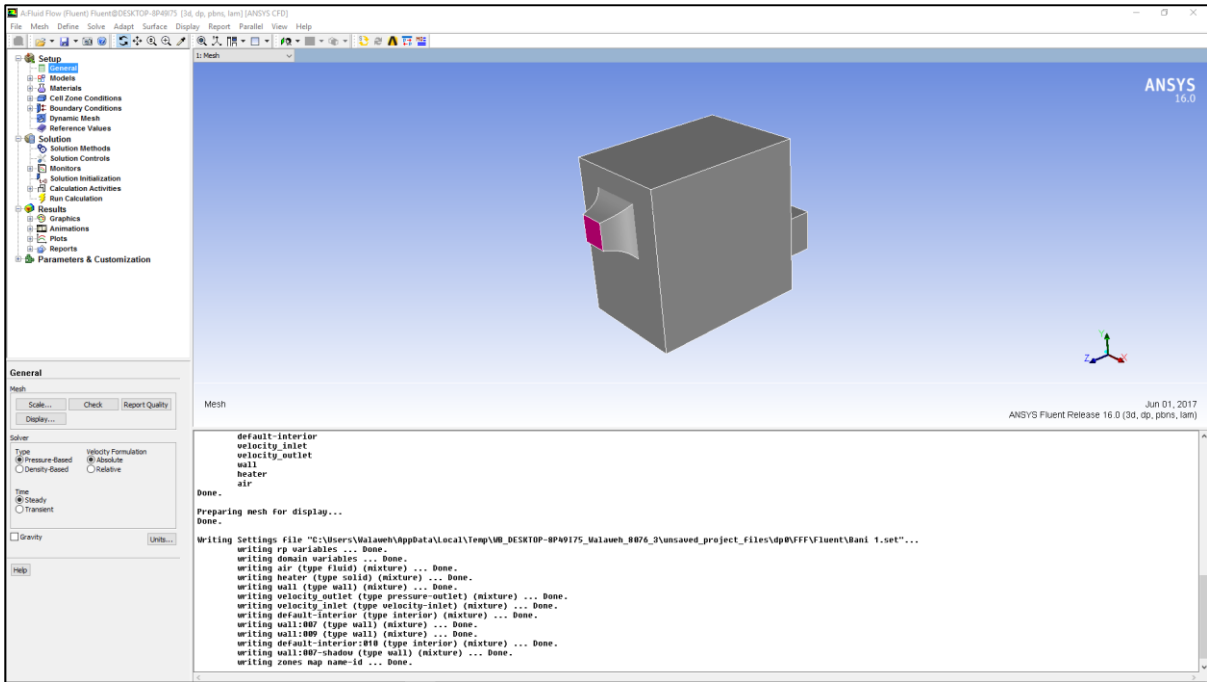 A:Fluid Flow (Fluent) Fluent@DESKTOP-8P49I75 [3d, dp, pbns, lam] [ANSYS CFD]
File Mesh Define Solve Adapt Surface Display Report Parallel View Help
Setup
General
Models
Materials
Cell Zone Conditions
Boundary Conditions
Dynamic Mesh
Reference Values
Solution
Solution Methods
Solution Controls
Monitors
Solution Initialization
Calculation Activities
Run Calculation
Results
Graphics
Animations
Plots
Reports
Parameters & Customization
1: Mesh
ANSYS
16.0
Y
Z
X
Mesh
Jun 01, 2017
ANSYS Fluent Release 16.0 (3d, dp, pbns, lam)
General
Mesh
Scale... Check Report Quality
Display...
Solver
Type Velocity Formulation
Pressure-Based Absolute
Density-Based Relative
Time
Steady
Transient
Gravity Units...
Help
default-interior
velocity_inlet
velocity_outlet
wall
heater
air
Done.
Preparing mesh for display...
Done.
Writing Settings file "C:\Users\Walaweh\AppData\Local\Temp\WB_DESKTOP-8P49I75_Walaweh_8076_3\unsaved_project_files\dp0\FFF\Fluent\Bani 1.set"...
writing rp variables ... Done.
writing domain variables ... Done.
writing air (type fluid) (mixture) ... Done.
writing heater (type solid) (mixture) ... Done.
writing wall (type wall) (mixture) ... Done.
writing velocity_outlet (type pressure-outlet) (mixture) ... Done.
writing velocity_inlet (type velocity-inlet) (mixture) ... Done.
writing default-interior (type interior) (mixture) ... Done.
writing wall:007 (type wall) (mixture) ... Done.
writing wall:009 (type wall) (mixture) ... Done.
writing default-interior:010 (type interior) (mixture) ... Done.
writing wall:007-shadow (type wall) (mixture) ... Done.
writing zones map name-id ... Done.